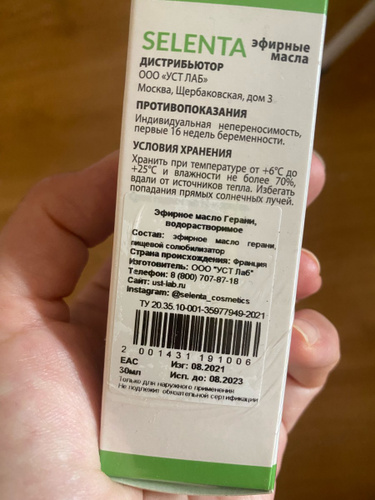 SELENTA эфирные
масла
ДИСТРИБЬЮТОР
ООО «УСТ ЛАБ»
Москва, Щербаковская, дом 3
ПРОТИВОПОКАЗАНИЯ
Индивидуальная непереносимость,
первые 16 недель беременности.
УСЛОВИЯ ХРАНЕНИЯ
Хранить при температуре от +6°С до
+25°С и влажности не более 70%,
вдали от источников тепла. Избегать
попадания прямых солнечных лучей.
Эфирное масло Герани,
водорастворимое
Состав: эфирное масло герани,
пищевой солюбилизатор
Страна происхождения: Франция
Изготовитель: ООО "УСТ Лаб"
Телефон: 8 (800) 707-87-18
Сайт: ust-lab.ru
Instagram: @selenta_cosmetics
ТУ 20.35.10-001-35977949-2021
2 001431 191006
ЕАС Изг: 08.2021
30мл Исп. до: 08.2023
Только для наружного применения
Не подлежит обязательной сертификации